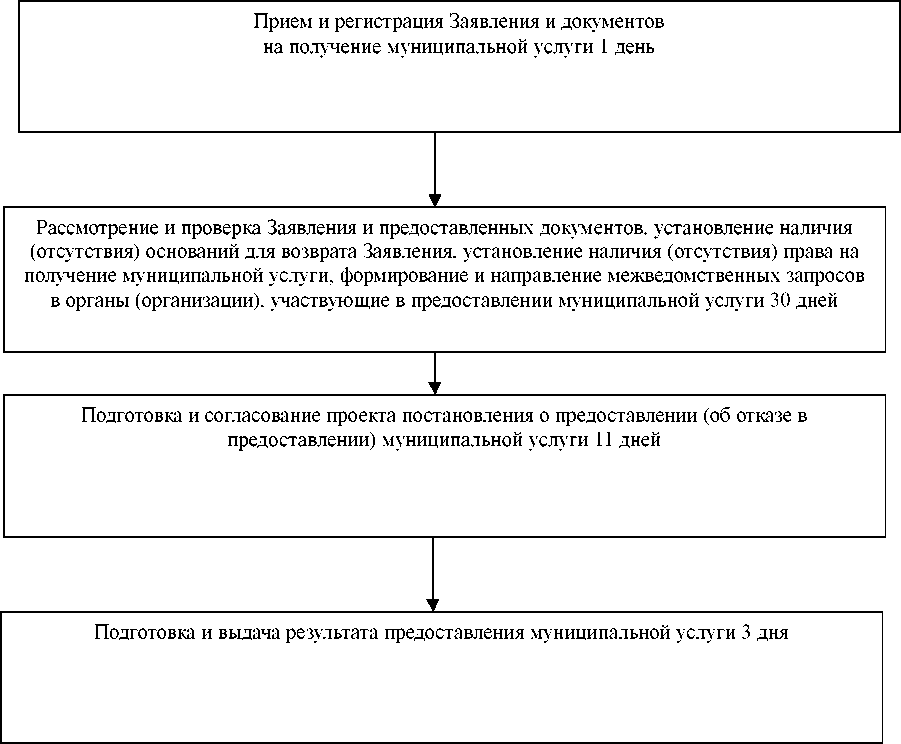 Прием и регистрация Заявления и документов
на получение муниципальной услуги 1 день
Рассмотрение и проверка Заявления и предоставленных документов, установление наличия
(отсутствия) оснований для возврата Заявления, установление наличия (отсутствия) права на
получение муниципальной услуги, формирование и направление межведомственных запросов
в органы (организации), участвующие в предоставлении муниципальной услуги 30 дней
Подготовка и согласование проекта постановления о предоставлении (об отказе в
предоставлении) муниципальной услуги 11 дней
Подготовка и выдача результата предоставления муниципальной услуги 3 дня